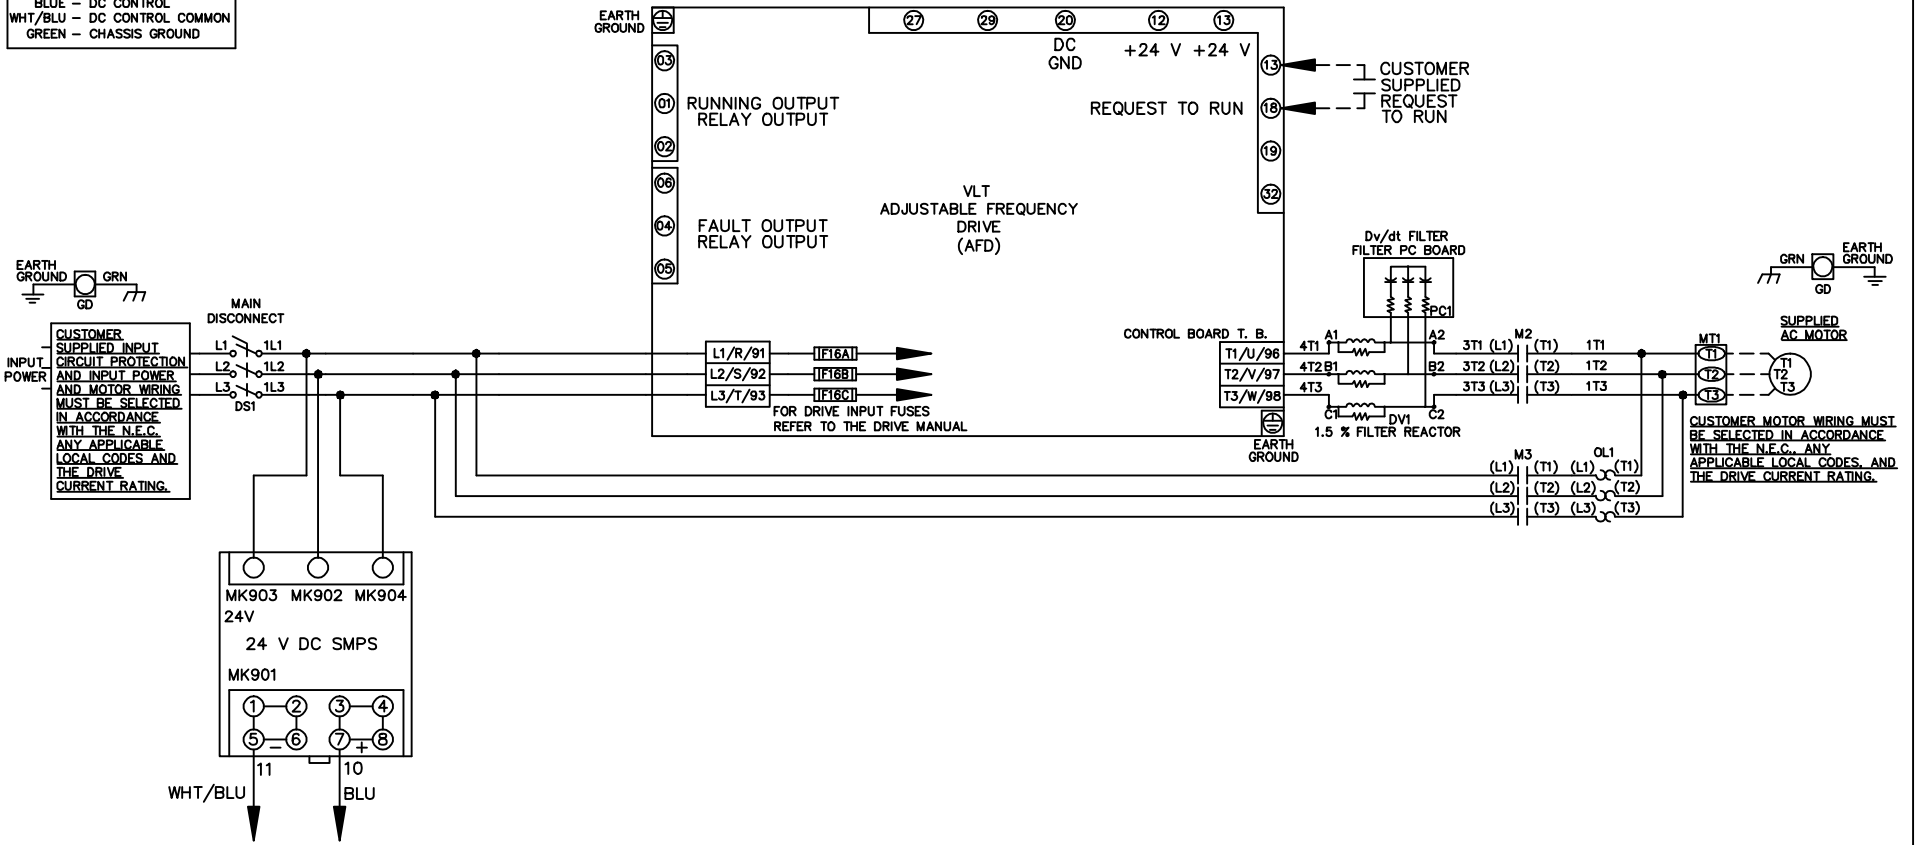 BLUE – DC CONTROL
WHT/BLU – DC CONTROL COMMON
GREEN – CHASSIS GROUND
EARTH
GROUND
27
29
20
12
13
DC
GND
+24 V
+24 V
03
01
02
RUNNING OUTPUT
RELAY OUTPUT
06
04
05
FAULT OUTPUT
RELAY OUTPUT
REQUEST TO RUN
13
18
19
32
CUSTOMER
SUPPLIED
REQUEST
TO RUN
VLT
ADJUSTABLE FREQUENCY
DRIVE
(AFD)
EARTH
GROUND
GRN
GD
MAIN
DISCONNECT
INPUT
POWER
CUSTOMER
SUPPLIED INPUT
CIRCUIT PROTECTION
AND INPUT POWER
AND MOTOR WIRING
MUST BE SELECTED
IN ACCORDANCE
WITH THE N.E.C.
ANY APPLICABLE
LOCAL CODES AND
THE DRIVE
CURRENT RATING.
L1
1L1
L2
1L2
L3
1L3
DS1
L1/R/91
L2/S/92
L3/T/93
F16A
F16B
F16C
FOR DRIVE INPUT FUSES
REFER TO THE DRIVE MANUAL
CONTROL BOARD T. B.
T1/U/96
T2/V/97
T3/W/98
EARTH
GROUND
Dv/dt FILTER
FILTER PC BOARD
PC1
4T1
A1
A2
4T2
B1
B2
4T3
C1
C2
DV1
1.5 % FILTER REACTOR
M2
3T1 (L1) (T1) 1T1
3T2 (L2) (T2) 1T2
3T3 (L3) (T3) 1T3
M3
OL1
(L1) (T1) (L1) (T1)
(L2) (T2) (L2) (T2)
(L3) (T3) (L3) (T3)
MT1
T1
T2
T3
GRN
GD
EARTH
GROUND
SUPPLIED
AC MOTOR
T1
T2
T3
CUSTOMER MOTOR WIRING MUST
BE SELECTED IN ACCORDANCE
WITH THE N.E.C., ANY
APPLICABLE LOCAL CODES, AND
THE DRIVE CURRENT RATING.
MK903 MK902 MK904
24V
24 V DC SMPS
MK901
1 2 3 4
5 – 6 7 + 8
11
10
WHT/BLU
BLU